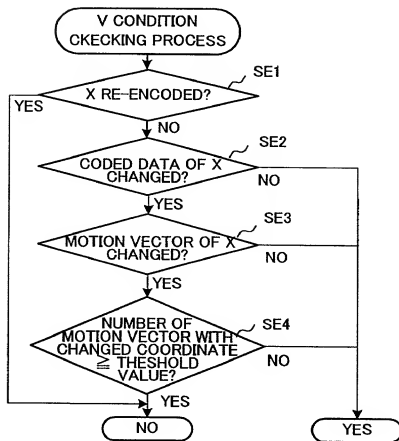 V CONDITION
CKECKING PROCESS
SE1
YES
X RE-ENCODED?
NO
SE2
CODED DATA OF X
CHANGED?
NO
YES
SE3
MOTION VECTOR OF X
CHANGED?
NO
YES
NUMBER OF
MOTION VECTOR WITH
CHANGED COORDINATE
≧ THESHOLD
VALUE?
SE4
NO
YES
NO
YES